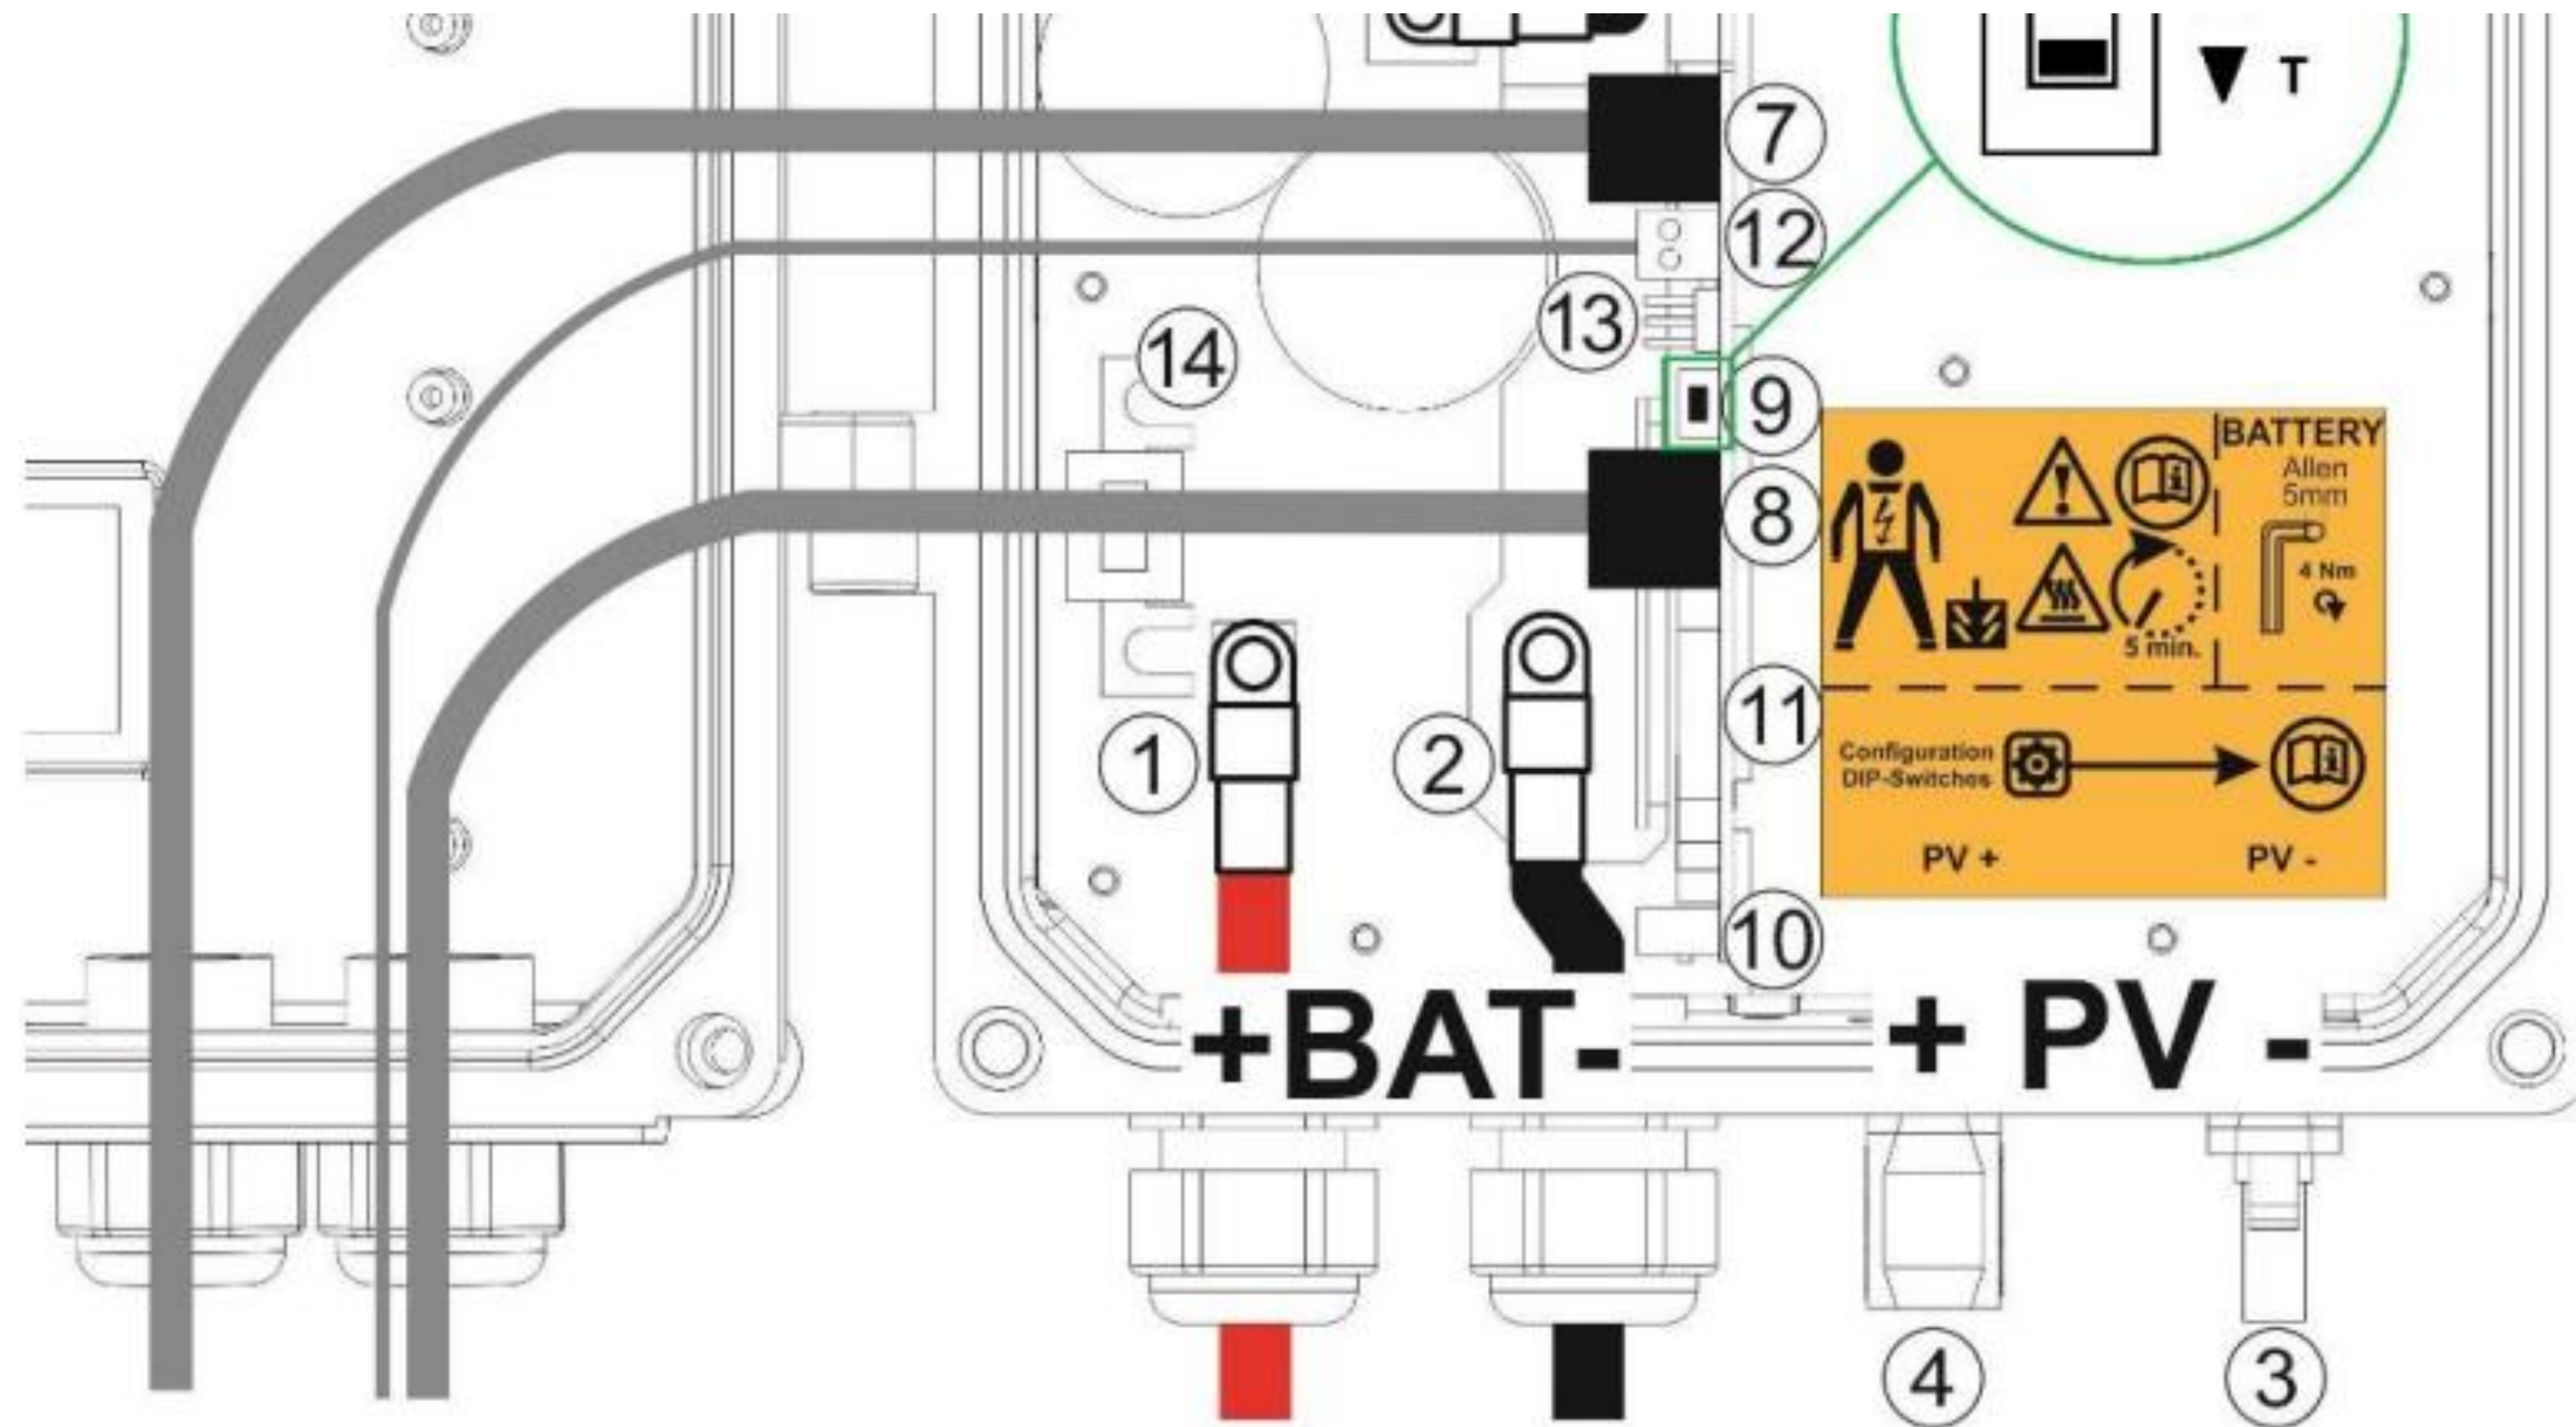 T
7
12
13
14
9
BATTERY
Allen
5mm
8
4 Nm
5 min.
11
1
2
Configuration
DIP-Switches
PV + PV -
10
+BAT- + PV -
4
3